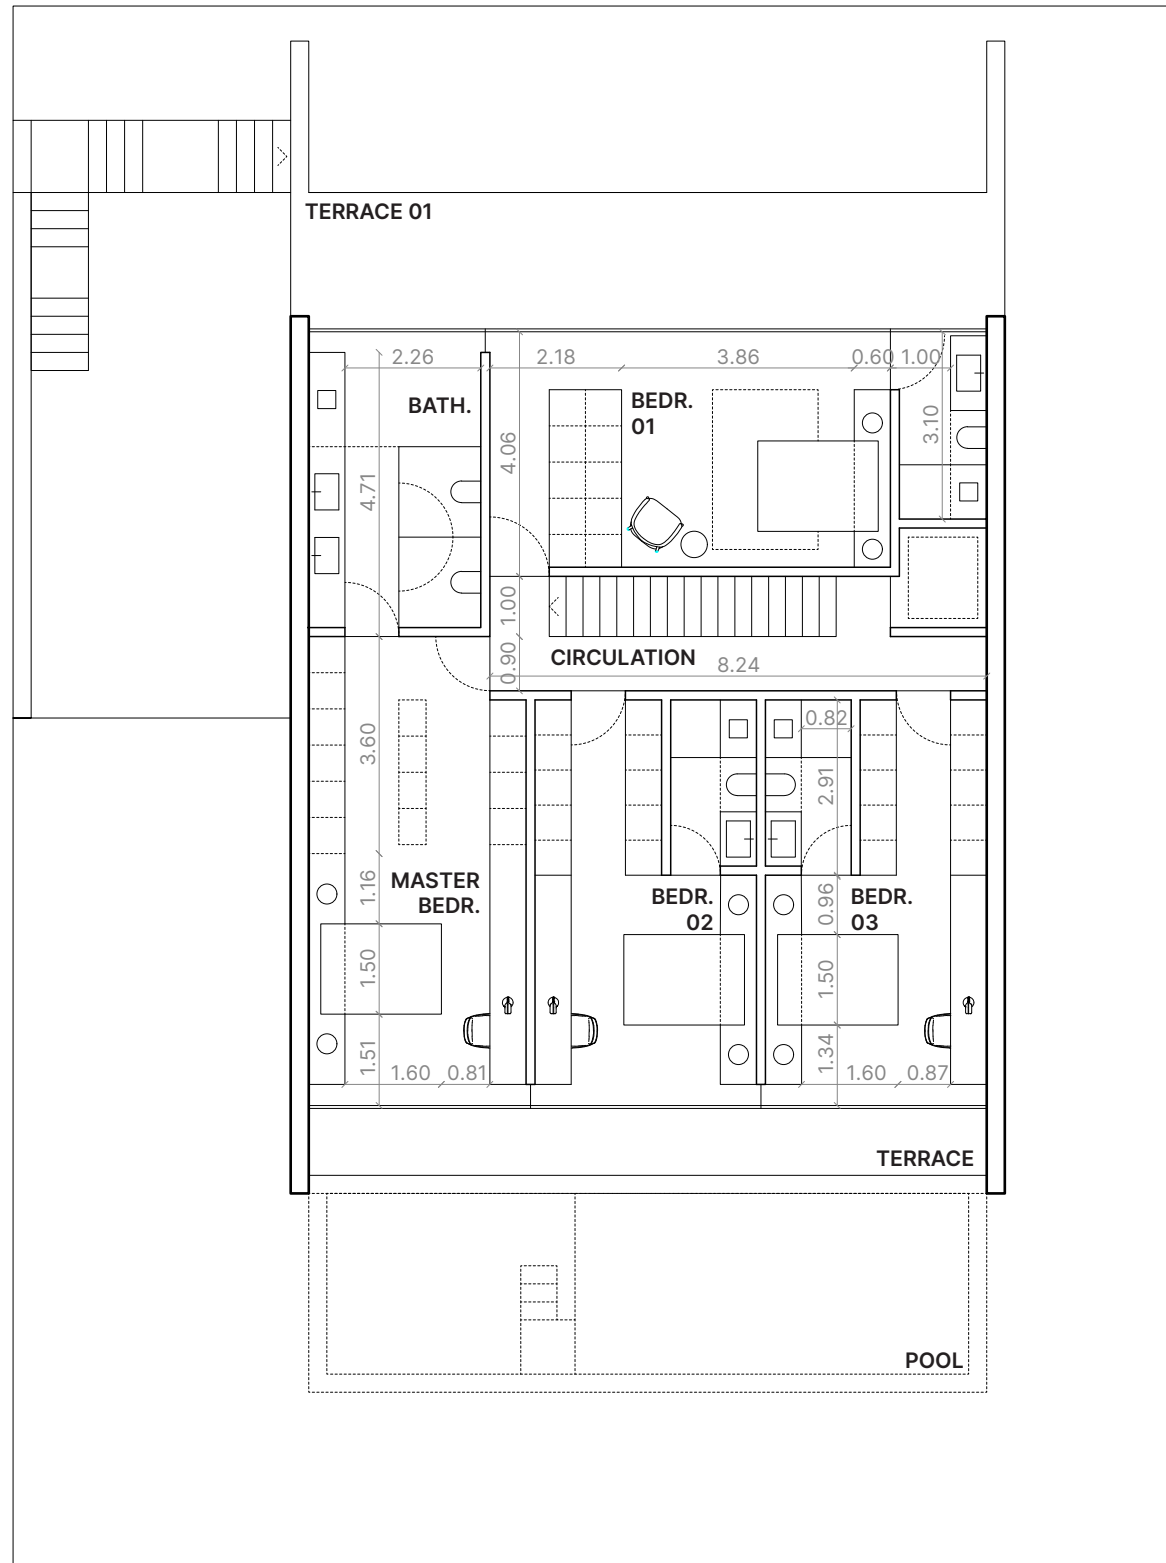 TERRACE 01
2.26
2.18
3.86
0.60
1.00
BATH.
BEDR.
01
3.10
4.06
4.71
1.00
0.90
CIRCULATION
8.24
0.82
3.60
2.91
MASTER
BEDR.
1.16
BEDR.
02
0.96
BEDR.
03
1.50
1.50
1.51
1.34
1.60
0.81
1.60
0.87
TERRACE
POOL